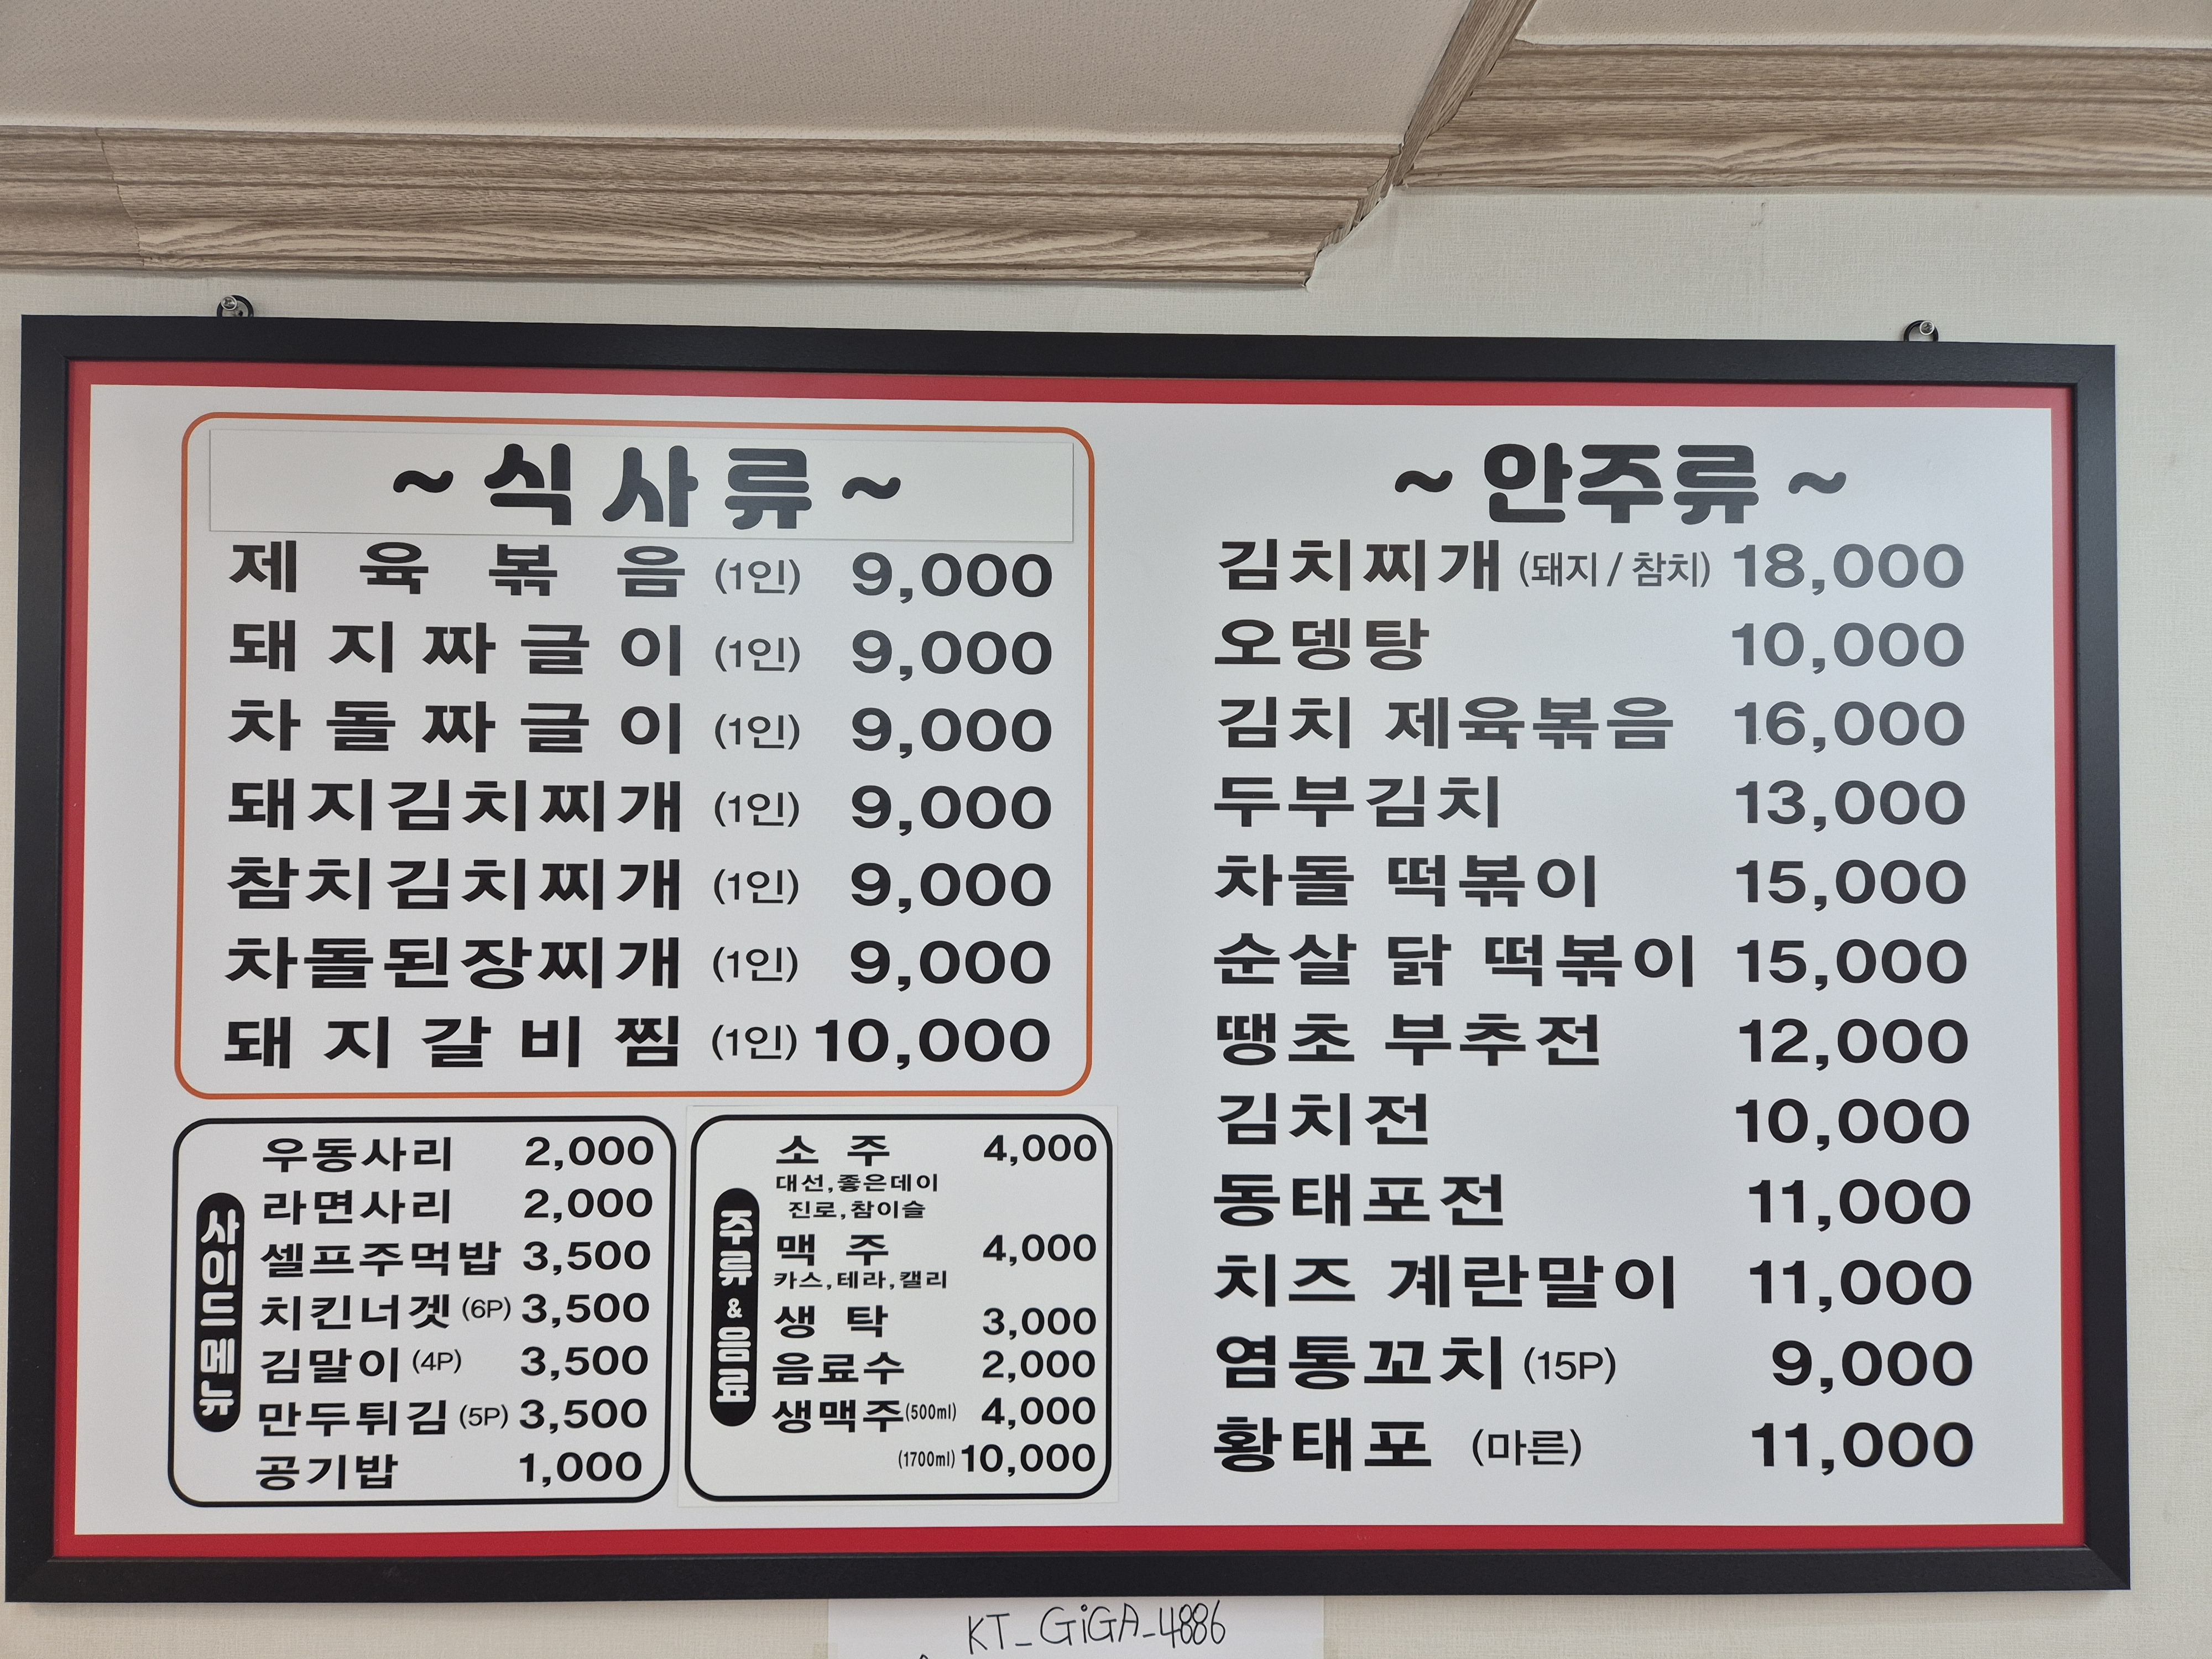 ~ 식사류 ~
제육볶음 (1인) 9,000
돼지짜글이 (1인) 9,000
차돌짜글이 (1인) 9,000
돼지김치찌개 (1인) 9,000
참치김치찌개 (1인) 9,000
차돌된장찌개 (1인) 9,000
돼지갈비찜 (1인) 10,000
사이드메뉴
우동사리 2,000
라면사리 2,000
셀프주먹밥 3,500
치킨너겟 (6P) 3,500
김말이 (4P) 3,500
만두튀김 (5P) 3,500
공기밥 1,000
주류 & 음료
소주 4,000
대선,좋은데이
진로,참이슬
맥주 4,000
카스,테라,캘리
생탁 3,000
음료수 2,000
생맥주(500ml) 4,000
(1700ml) 10,000
~ 안주류 ~
김치찌개 (돼지 / 참치) 18,000
오뎅탕 10,000
김치 제육볶음 16,000
두부김치 13,000
차돌 떡볶이 15,000
순살 닭 떡볶이 15,000
땡초 부추전 12,000
김치전 10,000
동태포전 11,000
치즈 계란말이 11,000
염통꼬치 (15P) 9,000
황태포 (마른) 11,000
KT_GiGA_4886